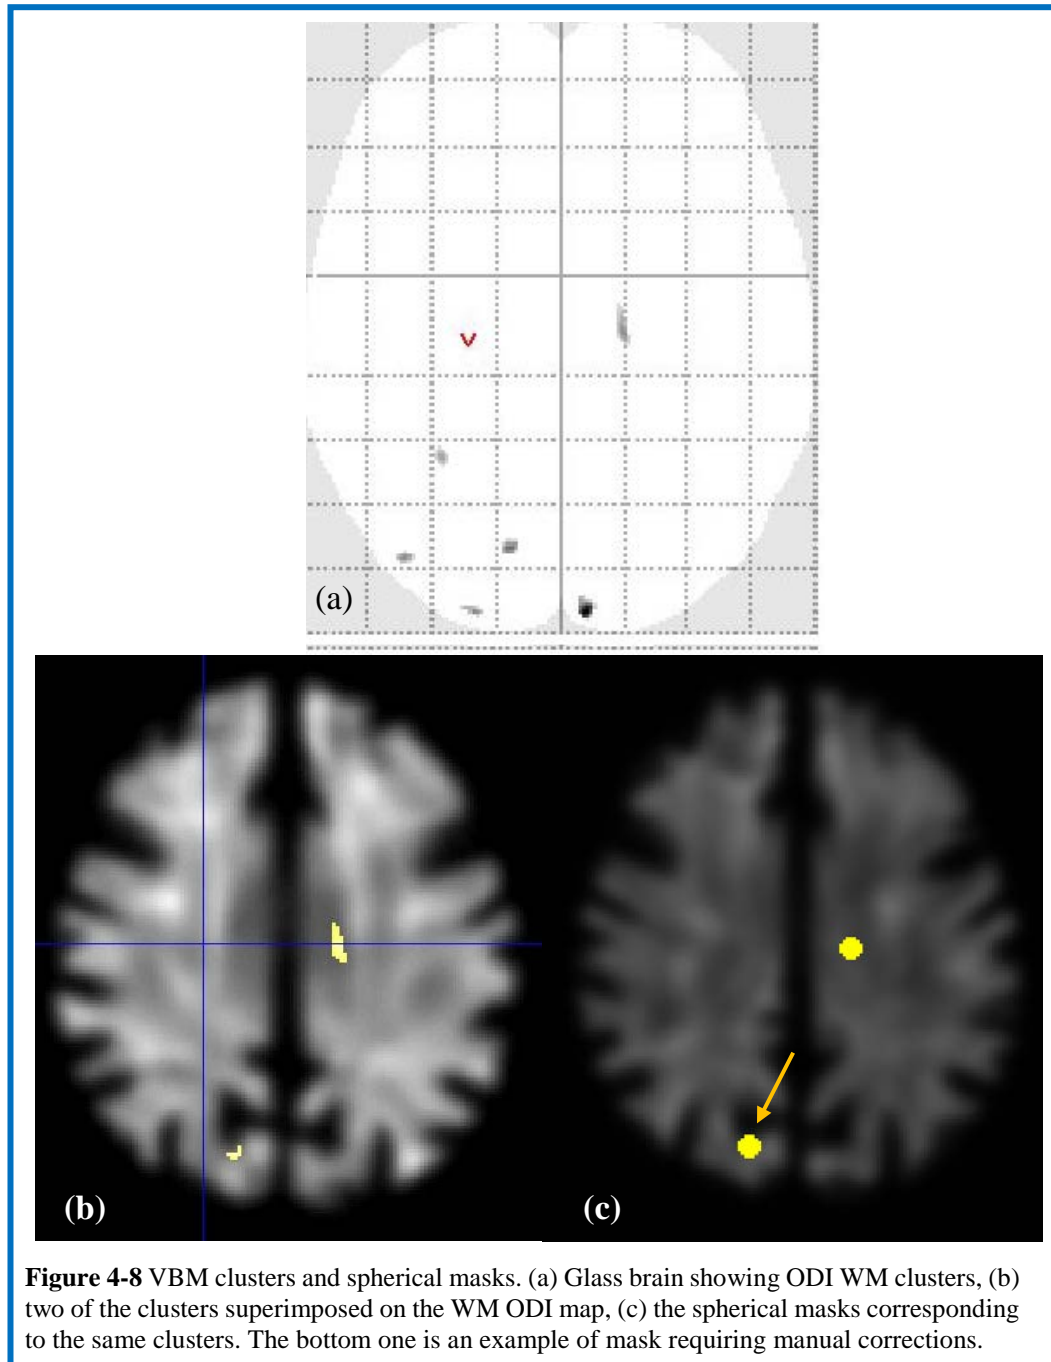 (a)
(b)
(c)
Figure 4-8 VBM clusters and spherical masks. (a) Glass brain showing ODI WM clusters, (b)
two of the clusters superimposed on the WM ODI map, (c) the spherical masks corresponding
to the same clusters. The bottom one is an example of mask requiring manual corrections.